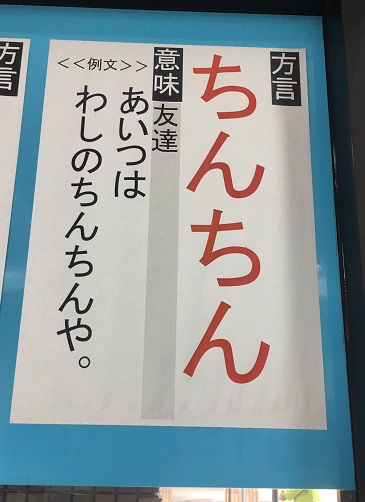 方言
ちんちん
意味 友達
<<例文>>
あいつは
わしのちんちんや。
方言